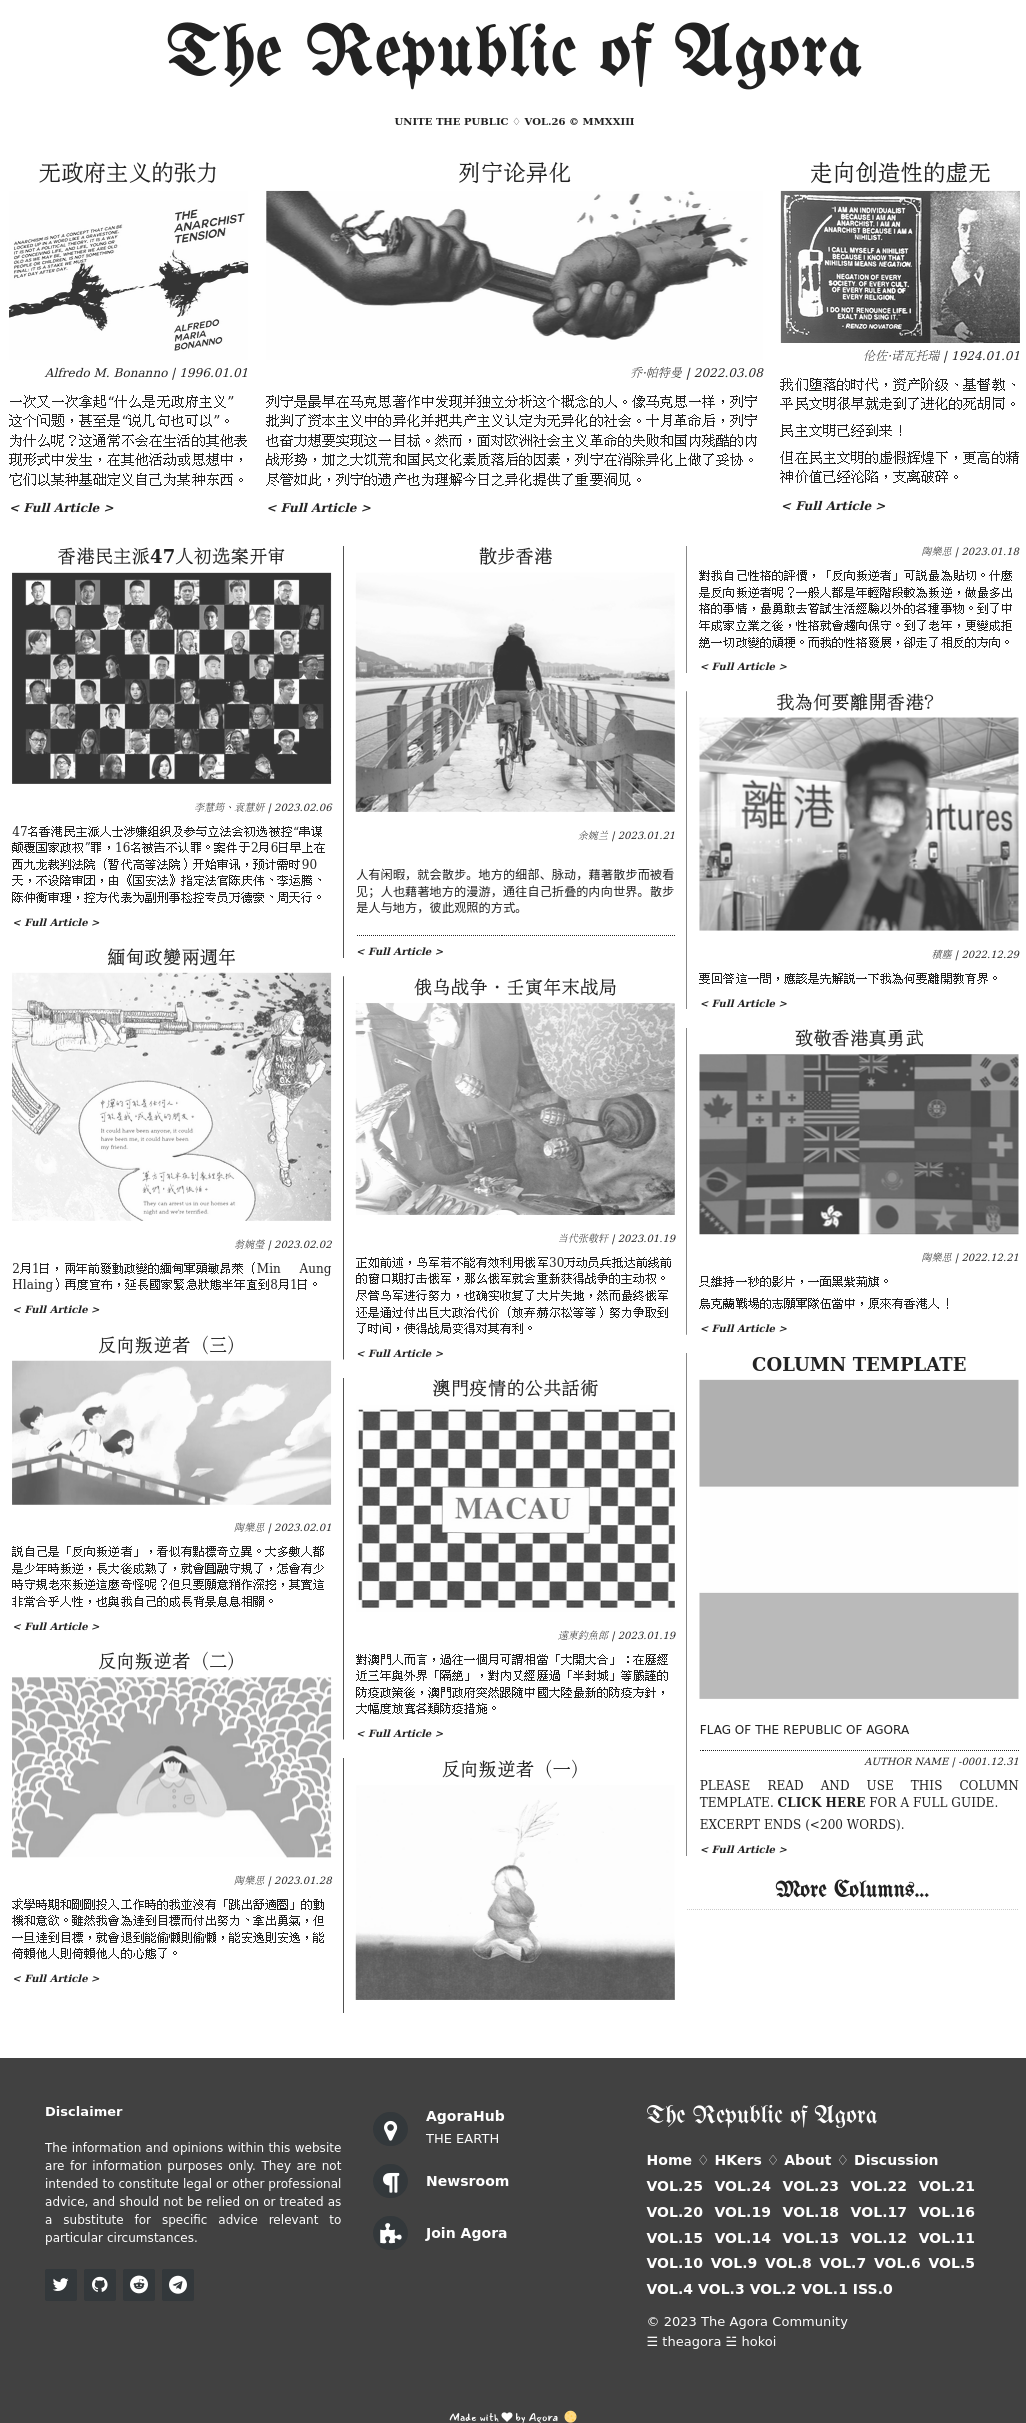 The Republic of Agora
UNITE THE PUBLIC ♢ VOL.26 © MMXXIII
无政府主义的张力
THE
ANARCHIST
TENSION
ANARCHISM IS NOT A CONCEPT THAT CAN BE
LOCKED UP IN A WORD LIKE A GRAVESTONE.
IT IS NOT A POLITICAL THEORY. IT IS A WAY
OF CONCEIVING LIFE, AND LIFE, YOUNG OR
OLD AS WE MAY BE, WHETHER WE ARE OLD
PEOPLE OR CHILDREN, IS NOT SOMETHING
FINAL: IT IS A STAKE WE MUST
PLAY DAY AFTER DAY.
ALFREDO
MARIA
BONANNO
Alfredo M. Bonanno | 1996.01.01
一次又一次拿起“什么是无政府主义”
这个问题，甚至是“说几句也可以”。
为什么呢？这通常不会在生活的其他表
现形式中发生，在其他活动或思想中，
它们以某种基础定义自己为某种东西。
< Full Article >
列宁论异化
乔·帕特曼 | 2022.03.08
列宁是最早在马克思著作中发现并独立分析这个概念的人。像马克思一样，列宁
批判了资本主义中的异化并把共产主义认定为无异化的社会。十月革命后，列宁
也奋力想要实现这一目标。然而，面对欧洲社会主义革命的失败和国内残酷的内
战形势，加之大饥荒和国民文化素质落后的因素，列宁在消除异化上做了妥协。
尽管如此，列宁的遗产也为理解今日之异化提供了重要洞见。
< Full Article >
走向创造性的虚无
"I AM AN INDIVIDUALIST
BECAUSE I AM AN
ANARCHIST. I AM AN
ANARCHIST BECAUSE I AM A
NIHILIST.
I CALL MYSELF A NIHILIST
BECAUSE I KNOW THAT
NIHILISM MEANS NEGATION.
NEGATION OF EVERY
SOCIETY, OF EVERY CULT,
OF EVERY RULE AND OF
EVERY RELIGION.
I DO NOT RENOUNCE LIFE. I
EXALT AND SING IT."
- RENZO NOVATORE
伦佐·诺瓦托瑞 | 1924.01.01
我们堕落的时代，资产阶级、基督教、
平民文明很早就走到了进化的死胡同。
民主文明已经到来！
但在民主文明的虚假辉煌下，更高的精
神价值已经沦陷，支离破碎。
< Full Article >
香港民主派47人初选案开审
李慧筠、袁慧妍 | 2023.02.06
47名香港民主派人士涉嫌组织及参与立法会初选被控“串谋
颠覆国家政权”罪，16名被告不认罪。案件于2月6日早上在
西九龙裁判法院（暂代高等法院）开始审讯，预计需时90
天，不设陪审团，由《国安法》指定法官陈庆伟、李运腾、
陈仲衡审理，控方代表为副刑事检控专员万德豪、周天行。
< Full Article >
緬甸政變兩週年
EVERY
THING
WILL BE
OK
中彈的可能是任何人，
可能是我，或是我的朋友。
It could have been anyone, it could
have been me, it could have been
my friend.
They can arrest us in our homes at
night and we're terrified.
翁婉瑩 | 2023.02.02
2月1日，兩年前發動政變的緬甸軍頭敏昂萊（Min Aung
Hlaing）再度宣布，延長國家緊急狀態半年直到8月1日。
< Full Article >
反向叛逆者（三）
陶樂思 | 2023.02.01
説自己是「反向叛逆者」，看似有點標奇立異。大多數人都
是少年時叛逆，長大後成熟了，就會圓融守規了，怎會有少
時守規老來叛逆這麽奇怪呢？但只要願意稍作深挖，其實這
非常合乎人性，也與我自己的成長背景息息相關。
< Full Article >
反向叛逆者（二）
陶樂思 | 2023.01.28
求學時期和剛剛投入工作時的我並沒有「跳出舒適圈」的動
機和意欲。雖然我會為達到目標而付出努力、拿出勇氣，但
一旦達到目標，就會退到能偷懶則偷懶，能安逸則安逸，能
倚賴他人則倚賴他人的心態了。
< Full Article >
散步香港
余婉兰 | 2023.01.21
人有闲暇，就会散步。地方的细部、脉动，藉著散步而被看
见；人也藉著地方的漫游，通往自己折叠的内向世界。散步
是人与地方，彼此观照的方式。
< Full Article >
俄乌战争·壬寅年末战局
当代张敬轩 | 2023.01.19
正如前述，乌军若不能有效利用俄军30万动员兵抵达前线前
的窗口期打击俄军，那么俄军就会重新获得战争的主动权。
尽管乌军进行努力，也确实收复了大片失地，然而最终俄军
还是通过付出巨大政治代价（放弃赫尔松等等）努力争取到
了时间，使得战局变得对其有利。
< Full Article >
澳門疫情的公共話術
MACAU
遠東釣魚郎 | 2023.01.19
對澳門人而言，過往一個月可謂相當「大開大合」：在歷經
近三年與外界「隔絶」，對内又經歷過「半封城」等嚴謹的
防疫政策後，澳門政府突然跟隨中國大陸最新的防疫方針，
大幅度放寬各類防疫措施。
< Full Article >
反向叛逆者（一）
陶樂思 | 2023.01.18
對我自己性格的評價，「反向叛逆者」可説最為貼切。什麽
是反向叛逆者呢？一般人都是年輕階段較為叛逆，做最多出
格的事情，最勇敢去嘗試生活經驗以外的各種事物。到了中
年成家立業之後，性格就會趨向保守。到了老年，更變成拒
絶一切改變的頑梗。而我的性格發展，卻走了相反的方向。
< Full Article >
我為何要離開香港？
離港
artures
積塵 | 2022.12.29
要回答這一問，應該是先解説一下我為何要離開教育界。
< Full Article >
致敬香港真勇武
陶樂思 | 2022.12.21
只維持一秒的影片，一面黑紫荊旗。
烏克蘭戰場的志願軍隊伍當中，原來有香港人！
< Full Article >
COLUMN TEMPLATE
FLAG OF THE REPUBLIC OF AGORA
AUTHOR NAME | -0001.12.31
PLEASE READ AND USE THIS COLUMN
TEMPLATE. CLICK HERE FOR A FULL GUIDE.
EXCERPT ENDS (<200 WORDS).
< Full Article >
More Columns...
Disclaimer
The information and opinions within this website
are for information purposes only. They are not
intended to constitute legal or other professional
advice, and should not be relied on or treated as
a substitute for specific advice relevant to
particular circumstances.
AgoraHub
THE EARTH
Newsroom
Join Agora
The Republic of Agora
Home ♢ HKers ♢ About ♢ Discussion
VOL.25 VOL.24 VOL.23 VOL.22 VOL.21
VOL.20 VOL.19 VOL.18 VOL.17 VOL.16
VOL.15 VOL.14 VOL.13 VOL.12 VOL.11
VOL.10 VOL.9 VOL.8 VOL.7 VOL.6 VOL.5
VOL.4 VOL.3 VOL.2 VOL.1 ISS.0
© 2023 The Agora Community
☰ theagora ☱ hokoi
Made with ♥ by Agora